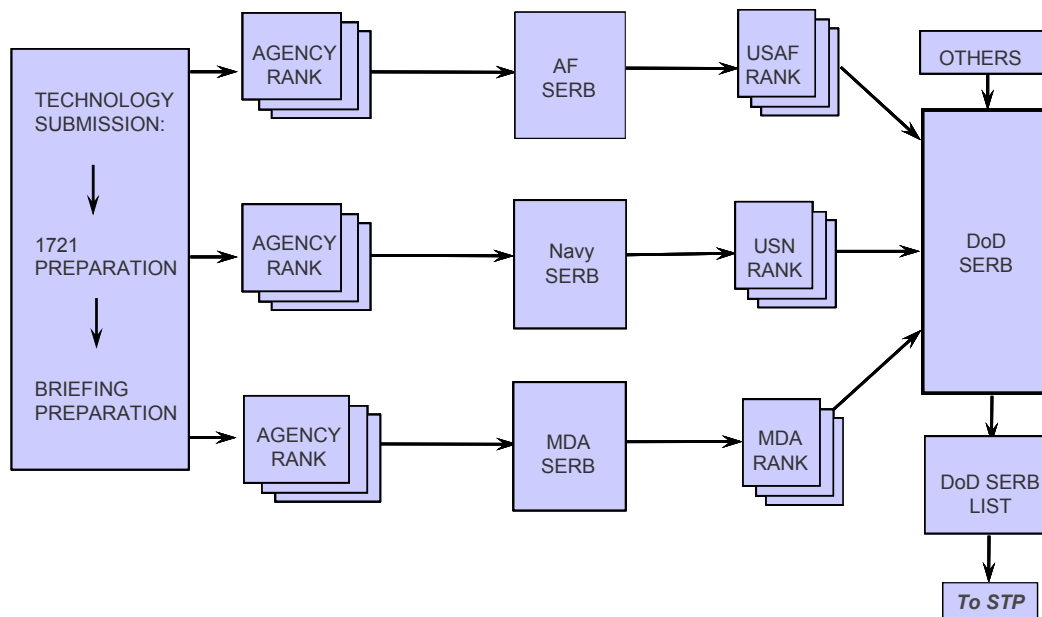 TECHNOLOGY
SUBMISSION:
1721
PREPARATION
BRIEFING
PREPARATION
AGENCY
RANK
AF
SERB
USAF
RANK
AGENCY
RANK
Navy
SERB
USN
RANK
AGENCY
RANK
MDA
SERB
MDA
RANK
OTHERS
DoD
SERB
DoD SERB
LIST
To STP